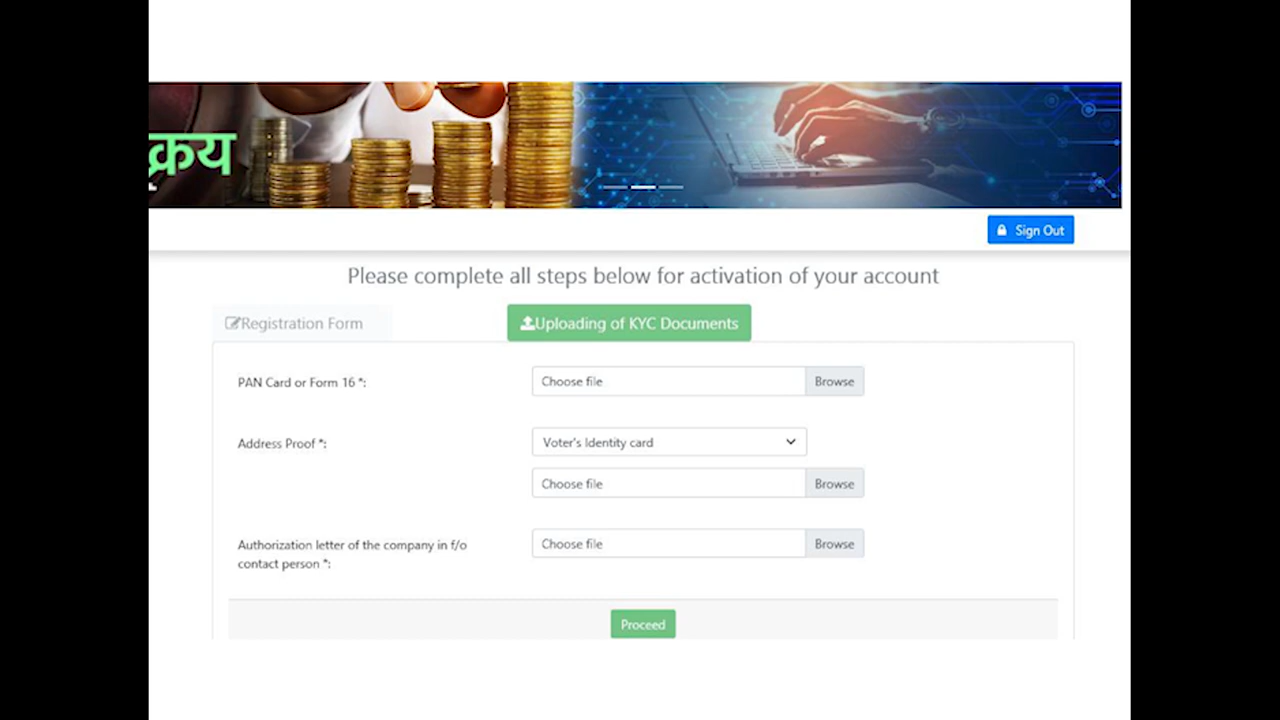 क्रय
Sign Out
Please complete all steps below for activation of your account
Registration Form
Uploading of KYC Documents
PAN Card or Form 16 *:
Choose file
Browse
Address Proof *:
Voter's Identity card
Choose file
Browse
Authorization letter of the company in f/o
contact person *:
Choose file
Browse
Proceed